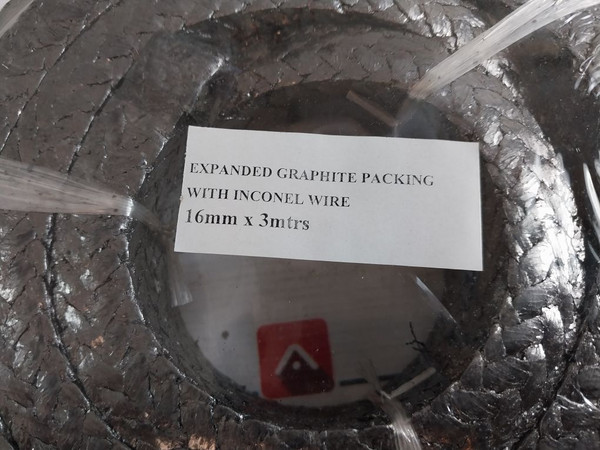 EXPANDED GRAPHITE PACKING
WITH INCONEL WIRE
16mm x 3mtrs